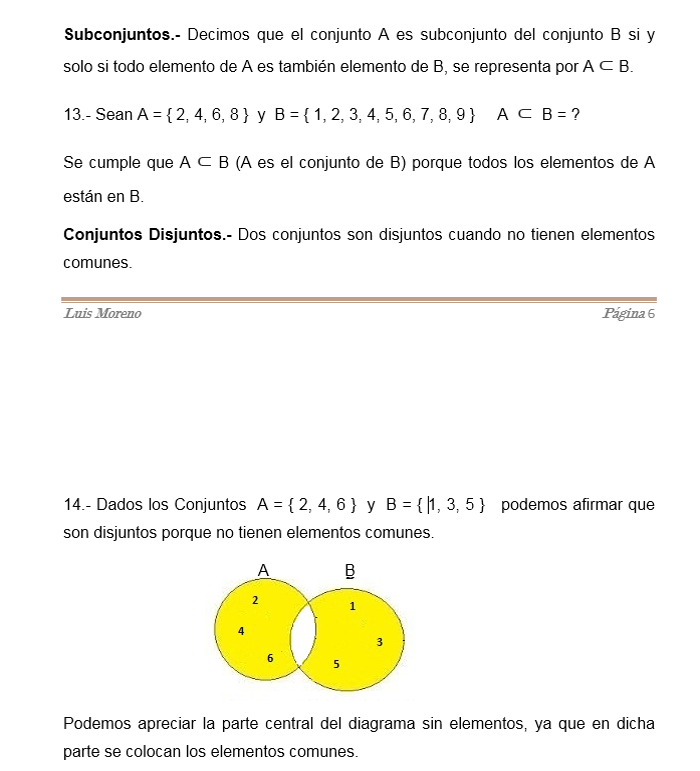 Subconjuntos.- Decimos que el conjunto A es subconjunto del conjunto B si y
solo si todo elemento de A es también elemento de B, se representa por A ⊂ B.
13.- Sean A = { 2, 4, 6, 8 } y B = { 1, 2, 3, 4, 5, 6, 7, 8, 9 } A ⊂ B = ?
Se cumple que A ⊂ B (A es el conjunto de B) porque todos los elementos de A
están en B.
Conjuntos Disjuntos.- Dos conjuntos son disjuntos cuando no tienen elementos
comunes.
Luis Moreno Página 6
14.- Dados los Conjuntos A = { 2, 4, 6 } y B = { 1, 3, 5 } podemos afirmar que
son disjuntos porque no tienen elementos comunes.
A B
2 1
4 3
6 5
Podemos apreciar la parte central del diagrama sin elementos, ya que en dicha
parte se colocan los elementos comunes.